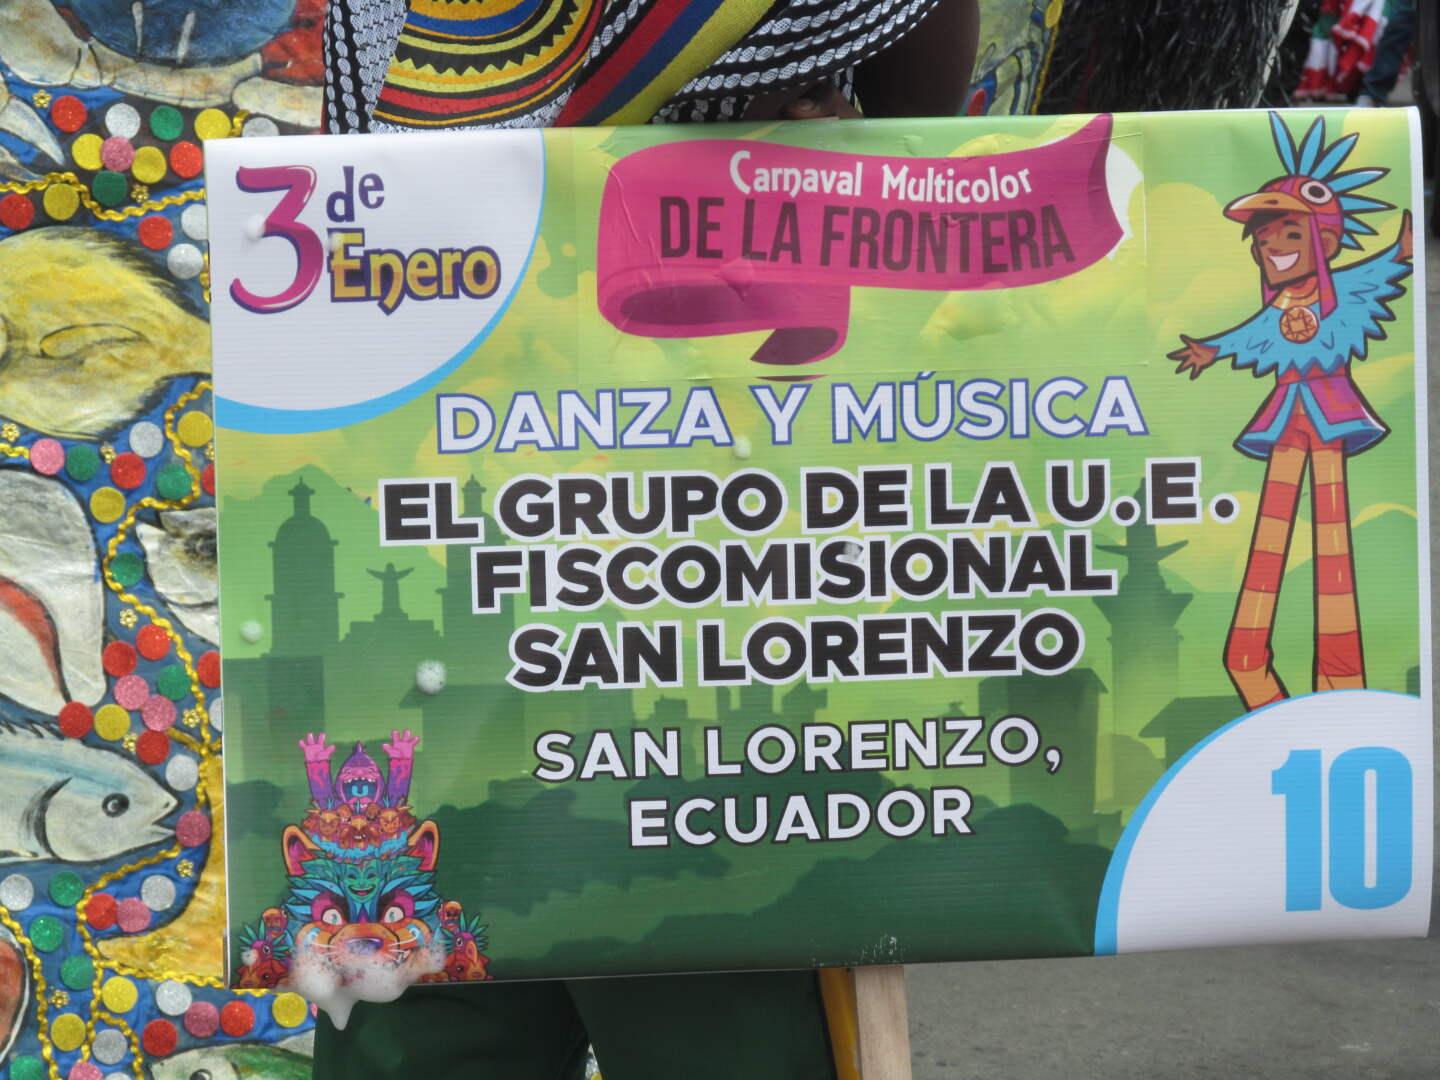 3 de
Enero
Carnaval Multicolor
DE LA FRONTERA
DANZA Y MÚSICA
EL GRUPO DE LA U.E.
FISCOMISIONAL
SAN LORENZO
SAN LORENZO,
ECUADOR
10